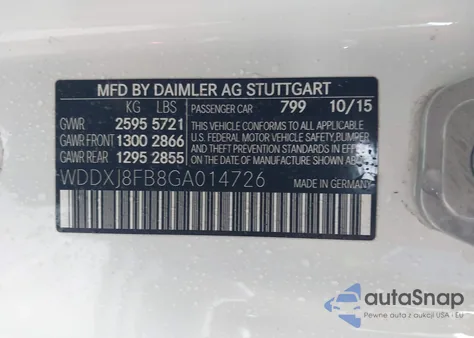 MFD BY DAIMLER AG STUTTGART
KG LBS PASSENGER CAR 799 10/15
GVWR 2595 5721
GAWR FRONT 1300 2866
GAWR REAR 1295 2855
THIS VEHICLE CONFORMS TO ALL APPLICABLE
U.S. FEDERAL MOTOR VEHICLE SAFETY, BUMPER
AND THEFT PREVENTION STANDARDS IN EFFECT
ON THE DATE OF MANUFACTURE SHOWN ABOVE.
WDDXJ8FB8GA014726 MADE IN GERMANY
autoSnap
Pewne auta z aukcji USA - EU